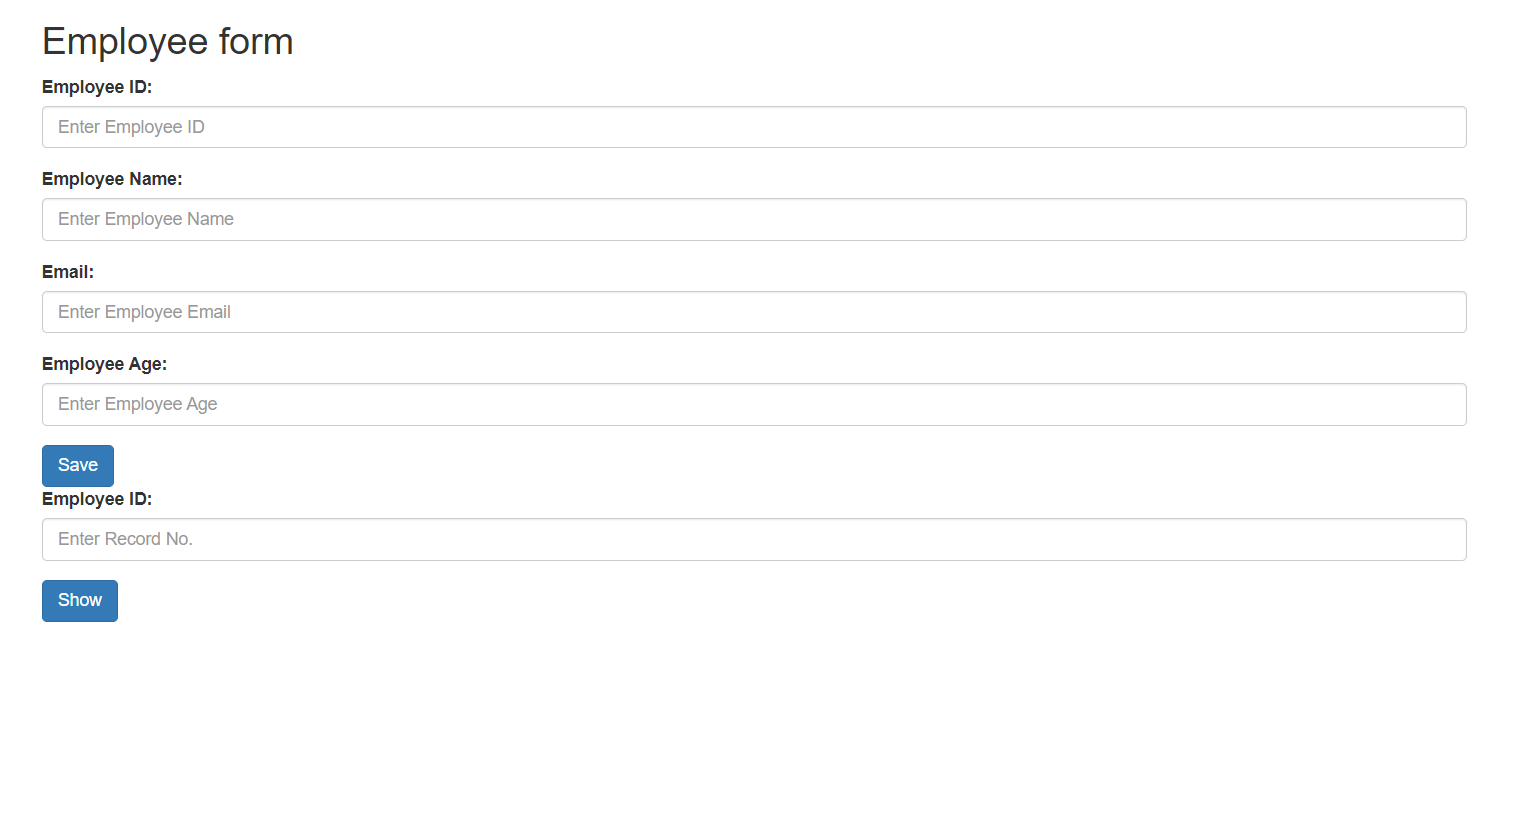 Employee form
Employee ID:
Enter Employee ID
Employee Name:
Enter Employee Name
Email:
Enter Employee Email
Employee Age:
Enter Employee Age
Save
Employee ID:
Enter Record No.
Show